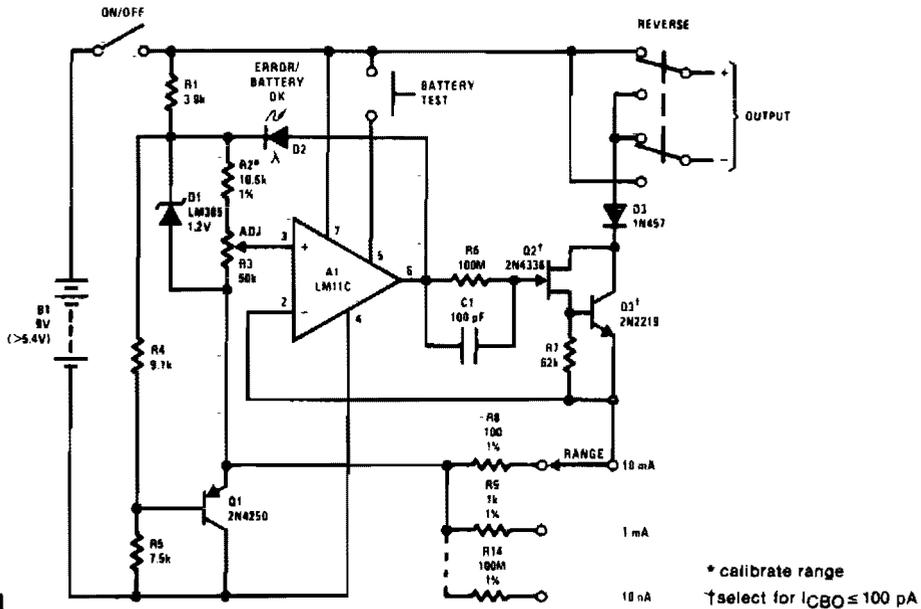 ON/OFF
REVERSE
R1
3.9k
ERROR/
BATTERY
OK
BATTERY
TEST
+
OUTPUT
−
D2
λ
R2*
10.5k
1%
D1
LM385
1.2V
D3
1N457
ADJ
3
+
7
R3
50k
A1
LM11C
5
6
R6
100M
Q2†
2N4338
B1
9V
(>5.4V)
2
−
4
C1
100 pF
Q3†
2N2219
R4
9.1k
R7
62k
R8
100
1%
RANGE
10 mA
Q1
2N4250
R9
1k
1%
1 mA
R5
7.5k
R14
100M
1%
10 nA
* calibrate range
†select for ICBO ≤ 100 pA